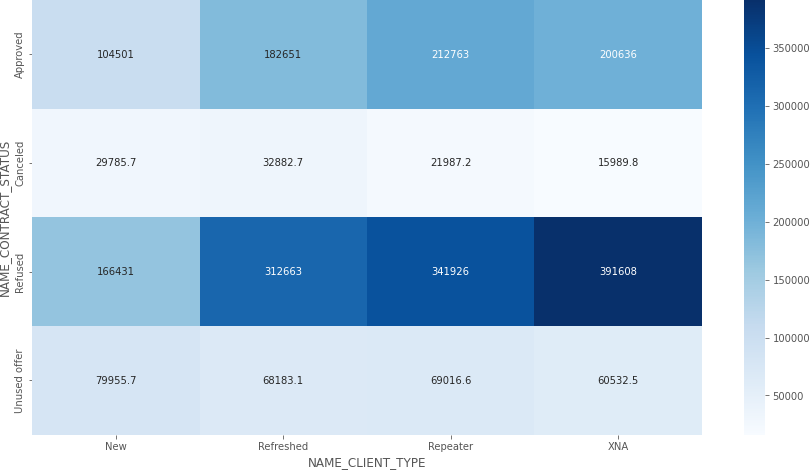 Approved 104501 182651 212763 200636
Canceled 29785.7 32882.7 21987.2 15989.8
Refused 166431 312663 341926 391608
Unused offer 79955.7 68183.1 69016.6 60532.5
New Refreshed Repeater XNA
NAME_CLIENT_TYPE
NAME_CONTRACT_STATUS
350000
300000
250000
200000
150000
100000
50000